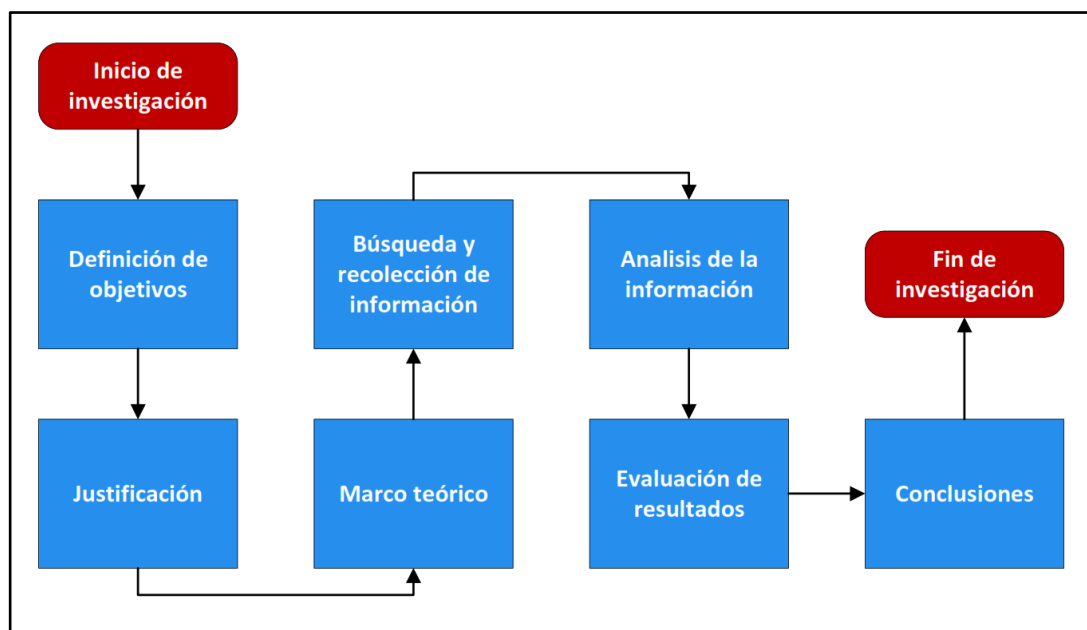 Inicio de
investigación
Definición de
objetivos
Justificación
Marco teórico
Búsqueda y
recolección de
información
Analisis de la
información
Evaluación de
resultados
Conclusiones
Fin de
investigación